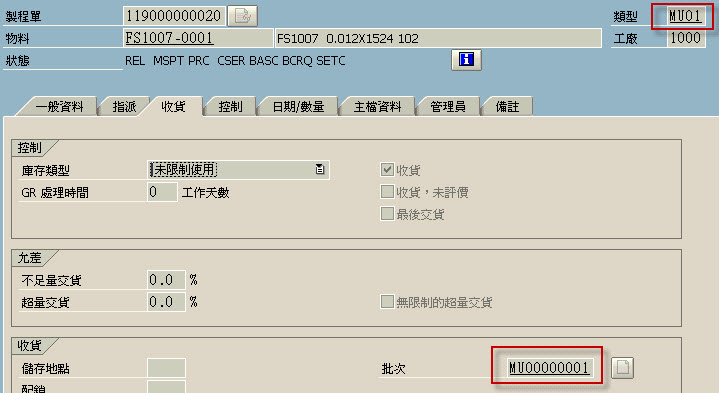 製程單 119000000020 類型 MU01
物料 FS1007-0001 FS1007 0.012X1524 102 工廠 1000
狀態 REL MSPT PRC CSER BASC BCRQ SETC
一般資料 指派 收貨 控制 日期/數量 主檔資料 管理員 備註
控制
庫存類型 未限制使用 收貨
GR 處理時間 0 工作天數 收貨，未評價
最後交貨
允差
不足量交貨 0.0 %
超量交貨 0.0 % 無限制的超量交貨
收貨
儲存地點 批次 MU00000001
配銷